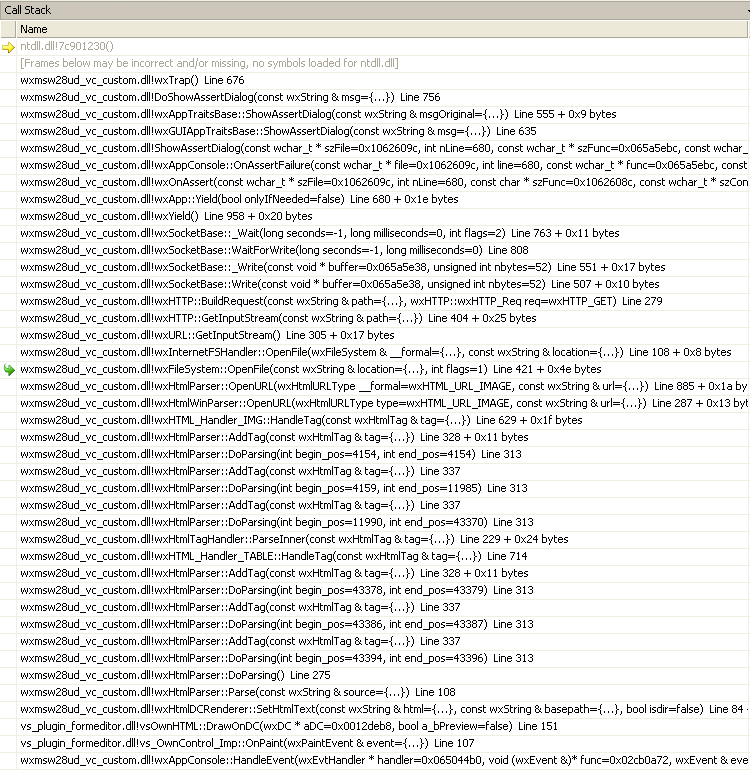 Call Stack
Name
ntdll.dll!7c901230()
[Frames below may be incorrect and/or missing, no symbols loaded for ntdll.dll]
wxmsw28ud_vc_custom.dll!wxTrap()  Line 676
wxmsw28ud_vc_custom.dll!DoShowAssertDialog(const wxString & msg={...})  Line 756
wxmsw28ud_vc_custom.dll!wxAppTraitsBase::ShowAssertDialog(const wxString & msgOriginal={...})  Line 555 + 0x9 bytes
wxmsw28ud_vc_custom.dll!wxGUIAppTraitsBase::ShowAssertDialog(const wxString & msg={...})  Line 635
wxmsw28ud_vc_custom.dll!ShowAssertDialog(const wchar_t * szFile=0x1062609c, int nLine=680, const wchar_t * szFunc=0x065a5ebc, const wchar_
wxmsw28ud_vc_custom.dll!wxAppConsole::OnAssertFailure(const wchar_t * file=0x1062609c, int line=680, const wchar_t * func=0x065a5ebc, const
wxmsw28ud_vc_custom.dll!wxOnAssert(const wchar_t * szFile=0x1062609c, int nLine=680, const char * szFunc=0x1062608c, const wchar_t * szCon
wxmsw28ud_vc_custom.dll!wxApp::Yield(bool onlyIfNeeded=false)  Line 680 + 0x1e bytes
wxmsw28ud_vc_custom.dll!wxYield()  Line 958 + 0x20 bytes
wxmsw28ud_vc_custom.dll!wxSocketBase::_Wait(long seconds=-1, long milliseconds=0, int flags=2)  Line 763 + 0x11 bytes
wxmsw28ud_vc_custom.dll!wxSocketBase::WaitForWrite(long seconds=-1, long milliseconds=0)  Line 808
wxmsw28ud_vc_custom.dll!wxSocketBase::_Write(const void * buffer=0x065a5e38, unsigned int nbytes=52)  Line 551 + 0x17 bytes
wxmsw28ud_vc_custom.dll!wxSocketBase::Write(const void * buffer=0x065a5e38, unsigned int nbytes=52)  Line 507 + 0x10 bytes
wxmsw28ud_vc_custom.dll!wxHTTP::BuildRequest(const wxString & path={...}, wxHTTP::wxHTTP_Req req=wxHTTP_GET)  Line 279
wxmsw28ud_vc_custom.dll!wxHTTP::GetInputStream(const wxString & path={...})  Line 404 + 0x25 bytes
wxmsw28ud_vc_custom.dll!wxURL::GetInputStream()  Line 305 + 0x17 bytes
wxmsw28ud_vc_custom.dll!wxInternetFSHandler::OpenFile(wxFileSystem & __formal={...}, const wxString & location={...})  Line 108 + 0x8 bytes
wxmsw28ud_vc_custom.dll!wxFileSystem::OpenFile(const wxString & location={...}, int flags=1)  Line 421 + 0x4e bytes
wxmsw28ud_vc_custom.dll!wxHtmlParser::OpenURL(wxHtmlURLType __formal=wxHTML_URL_IMAGE, const wxString & url={...})  Line 885 + 0x1a by
wxmsw28ud_vc_custom.dll!wxHtmlWinParser::OpenURL(wxHtmlURLType type=wxHTML_URL_IMAGE, const wxString & url={...})  Line 287 + 0x13 byt
wxmsw28ud_vc_custom.dll!wxHTML_Handler_IMG::HandleTag(const wxHtmlTag & tag={...})  Line 629 + 0x1f bytes
wxmsw28ud_vc_custom.dll!wxHtmlParser::AddTag(const wxHtmlTag & tag={...})  Line 328 + 0x11 bytes
wxmsw28ud_vc_custom.dll!wxHtmlParser::DoParsing(int begin_pos=4154, int end_pos=4154)  Line 313
wxmsw28ud_vc_custom.dll!wxHtmlParser::AddTag(const wxHtmlTag & tag={...})  Line 337
wxmsw28ud_vc_custom.dll!wxHtmlParser::DoParsing(int begin_pos=4159, int end_pos=11985)  Line 313
wxmsw28ud_vc_custom.dll!wxHtmlParser::AddTag(const wxHtmlTag & tag={...})  Line 337
wxmsw28ud_vc_custom.dll!wxHtmlParser::DoParsing(int begin_pos=11990, int end_pos=43370)  Line 313
wxmsw28ud_vc_custom.dll!wxHtmlTagHandler::ParseInner(const wxHtmlTag & tag={...})  Line 229 + 0x24 bytes
wxmsw28ud_vc_custom.dll!wxHTML_Handler_TABLE::HandleTag(const wxHtmlTag & tag={...})  Line 714
wxmsw28ud_vc_custom.dll!wxHtmlParser::AddTag(const wxHtmlTag & tag={...})  Line 328 + 0x11 bytes
wxmsw28ud_vc_custom.dll!wxHtmlParser::DoParsing(int begin_pos=43378, int end_pos=43379)  Line 313
wxmsw28ud_vc_custom.dll!wxHtmlParser::AddTag(const wxHtmlTag & tag={...})  Line 337
wxmsw28ud_vc_custom.dll!wxHtmlParser::DoParsing(int begin_pos=43386, int end_pos=43387)  Line 313
wxmsw28ud_vc_custom.dll!wxHtmlParser::AddTag(const wxHtmlTag & tag={...})  Line 337
wxmsw28ud_vc_custom.dll!wxHtmlParser::DoParsing(int begin_pos=43394, int end_pos=43396)  Line 313
wxmsw28ud_vc_custom.dll!wxHtmlParser::DoParsing()  Line 275
wxmsw28ud_vc_custom.dll!wxHtmlParser::Parse(const wxString & source={...})  Line 108
wxmsw28ud_vc_custom.dll!wxHtmlDCRenderer::SetHtmlText(const wxString & html={...}, const wxString & basepath={...}, bool isdir=false)  Line 84 
vs_plugin_formeditor.dll!vsOwnHTML::DrawOnDC(wxDC * aDC=0x0012deb8, bool a_bPreview=false)  Line 151
vs_plugin_formeditor.dll!vs_OwnControl_Imp::OnPaint(wxPaintEvent & event={...})  Line 107
wxmsw28ud_vc_custom.dll!wxAppConsole::HandleEvent(wxEvtHandler * handler=0x065044b0, void (wxEvent &)* func=0x02cb0a72, wxEvent & eve